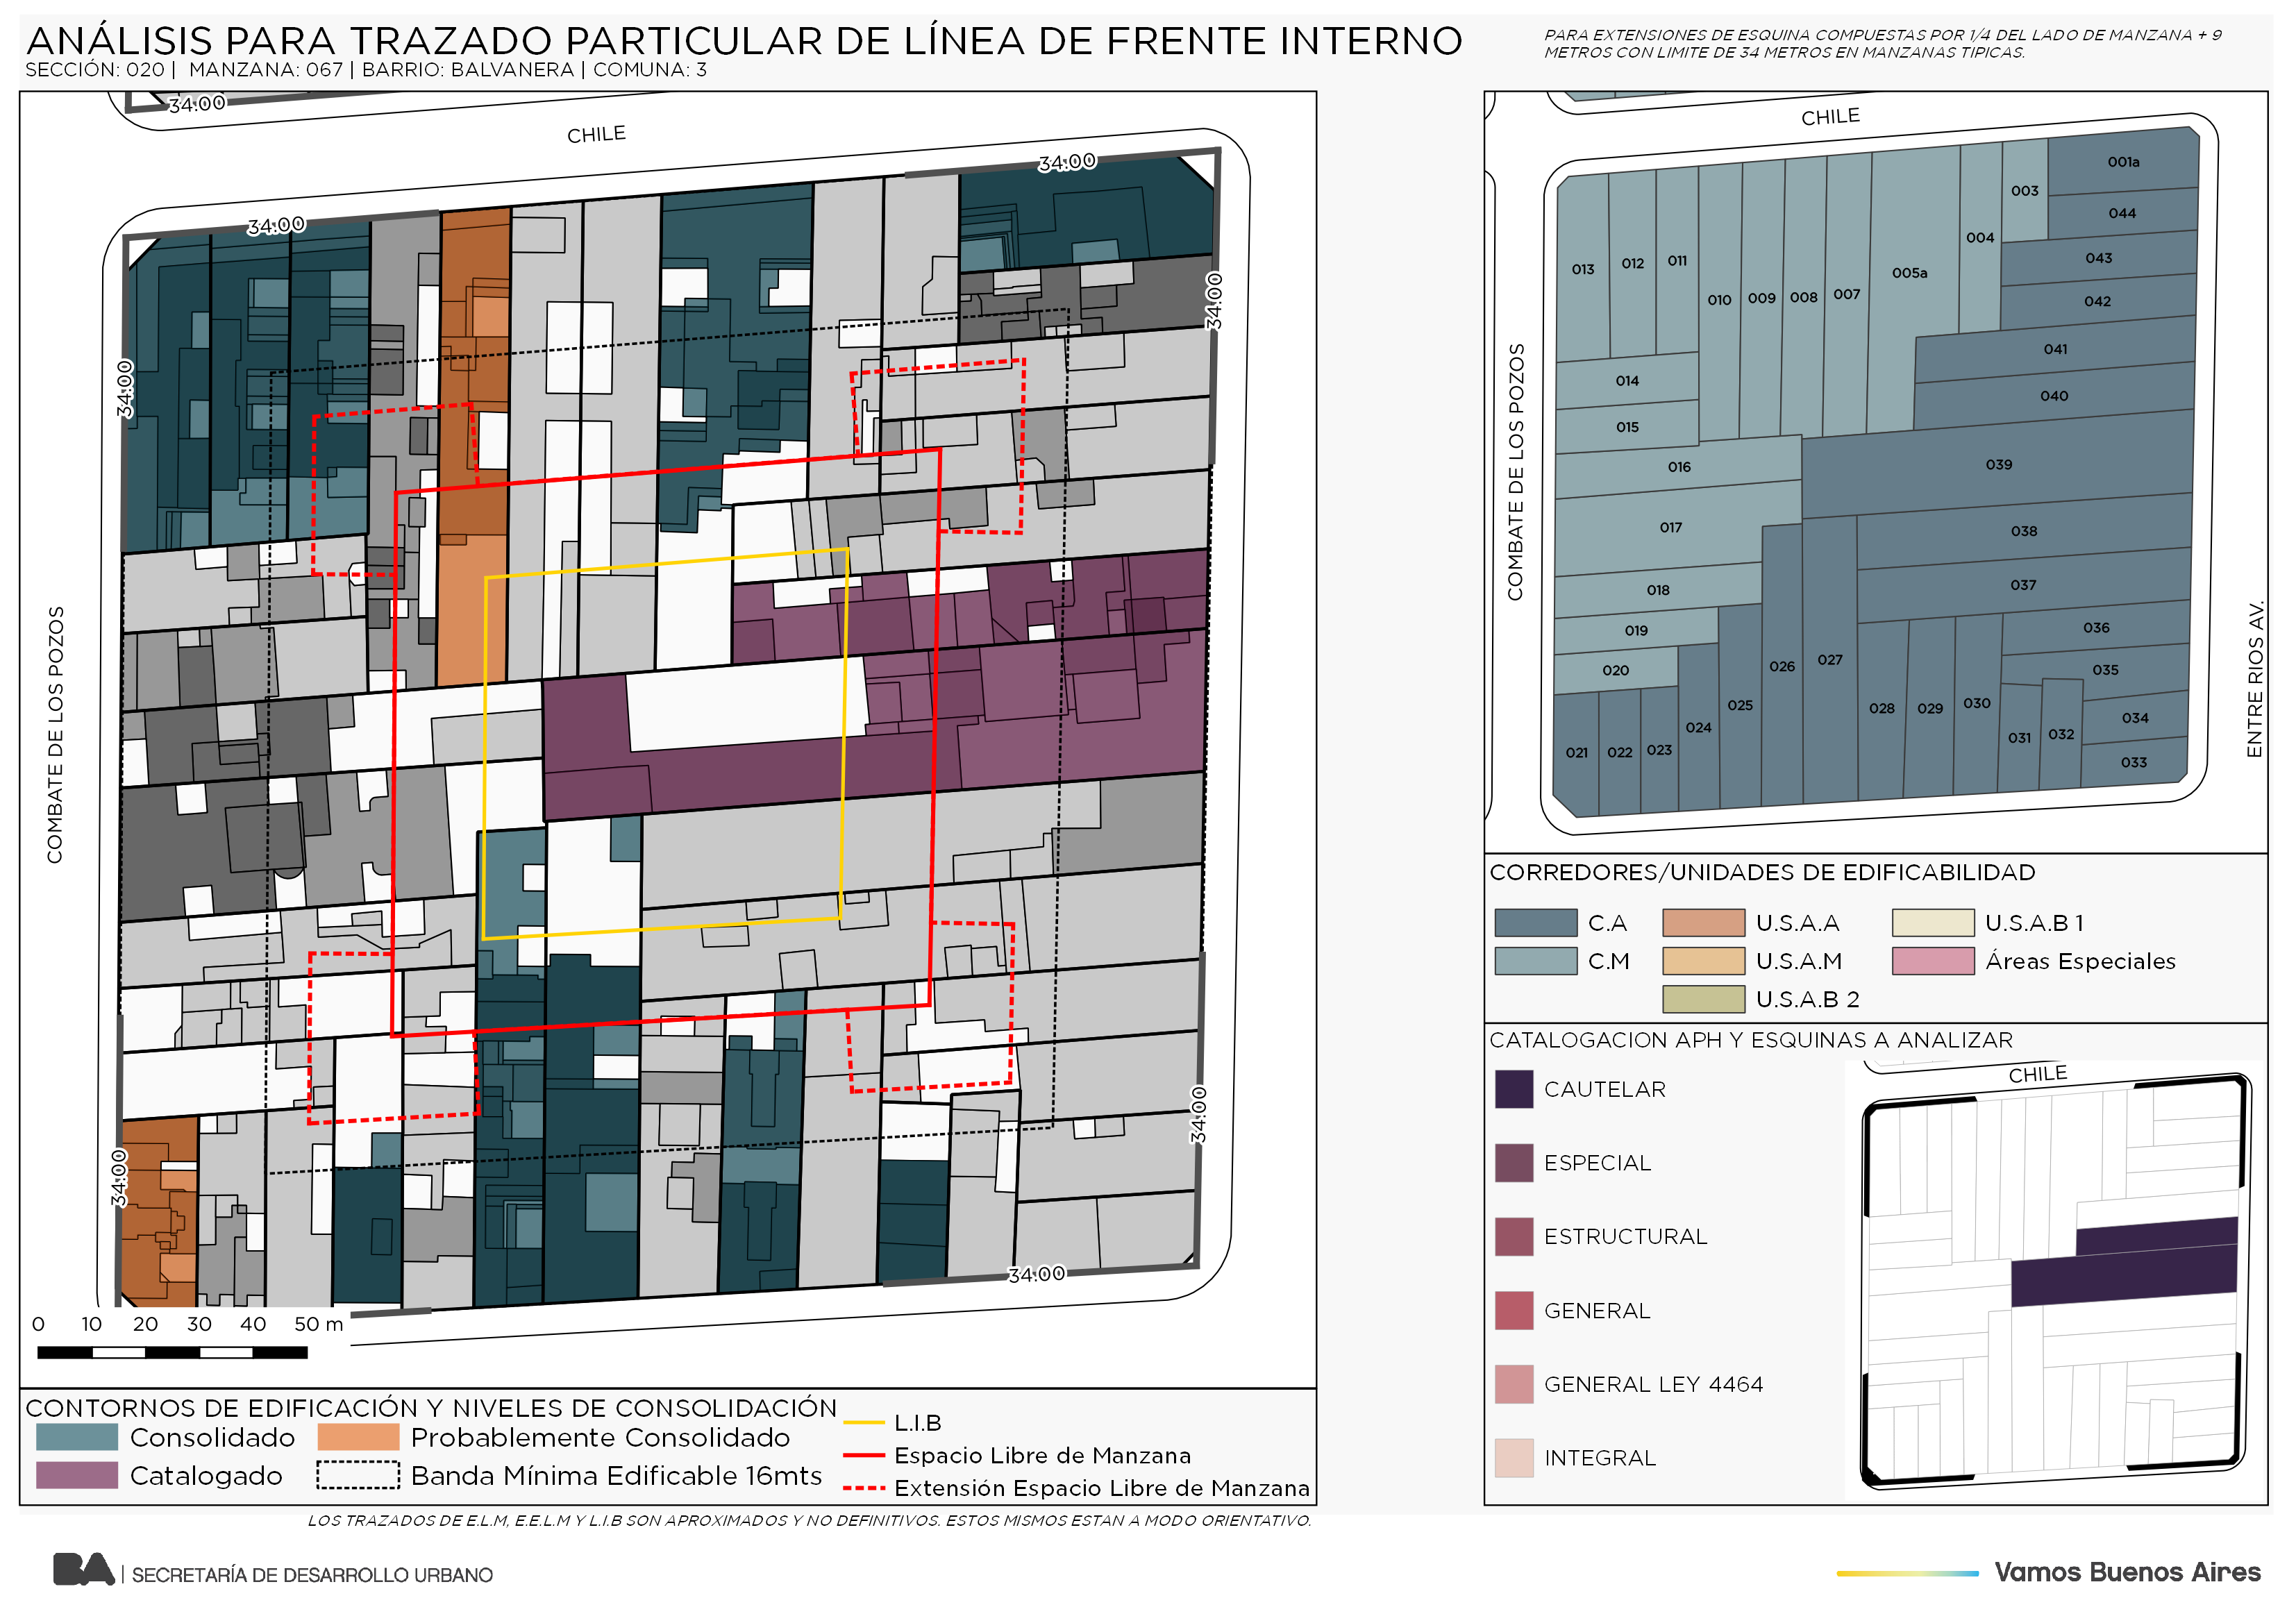 ANÁLISIS PARA TRAZADO PARTICULAR DE LÍNEA DE FRENTE INTERNO
SECCIÓN: 020 | MANZANA: 067 | BARRIO: BALVANERA | COMUNA: 3
PARA EXTENSIONES DE ESQUINA COMPUESTAS POR 1/4 DEL LADO DE MANZANA + 9
METROS CON LIMITE DE 34 METROS EN MANZANAS TIPICAS.
34.00
CHILE
34.00
34.00
34.00
34.00
COMBATE DE LOS POZOS
34.00
34.00
34.00
0 10 20 30 40 50 m
CONTORNOS DE EDIFICACIÓN Y NIVELES DE CONSOLIDACIÓN
Consolidado
Probablemente Consolidado
Catalogado
Banda Mínima Edificable 16mts
L.I.B
Espacio Libre de Manzana
Extensión Espacio Libre de Manzana
LOS TRAZADOS DE E.L.M, E.E.L.M Y L.I.B SON APROXIMADOS Y NO DEFINITIVOS. ESTOS MISMOS ESTAN A MODO ORIENTATIVO.
CHILE
COMBATE DE LOS POZOS
ENTRE RIOS AV.
001a
003
044
004
043
013
012
011
005a
042
010
009
008
007
041
014
040
015
016
039
017
038
018
037
019
036
020
026
027
035
025
024
028
029
030
034
021
022
023
031
032
033
CORREDORES/UNIDADES DE EDIFICABILIDAD
C.A
U.S.A.A
U.S.A.B 1
C.M
U.S.A.M
Áreas Especiales
U.S.A.B 2
CATALOGACION APH Y ESQUINAS A ANALIZAR
CAUTELAR
ESPECIAL
ESTRUCTURAL
GENERAL
GENERAL LEY 4464
INTEGRAL
CHILE
BA | SECRETARÍA DE DESARROLLO URBANO
Vamos Buenos Aires